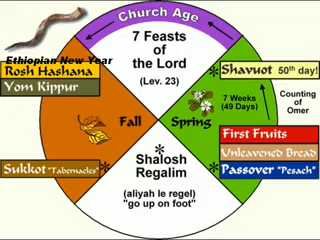 Church Age
7 Feasts
of
the Lord
(Lev. 23)
Ethiopian New Year
Rosh Hashana
Yom Kippur
Shavuot 50th day!
7 Weeks
(49 Days)
Counting
of
Omer
Fall
Spring
First Fruits
Unleavened Bread
Passover "Pesach"
Sukkot "Tabernacles"
Shalosh
Regalim
(aliyah le regel)
"go up on foot"